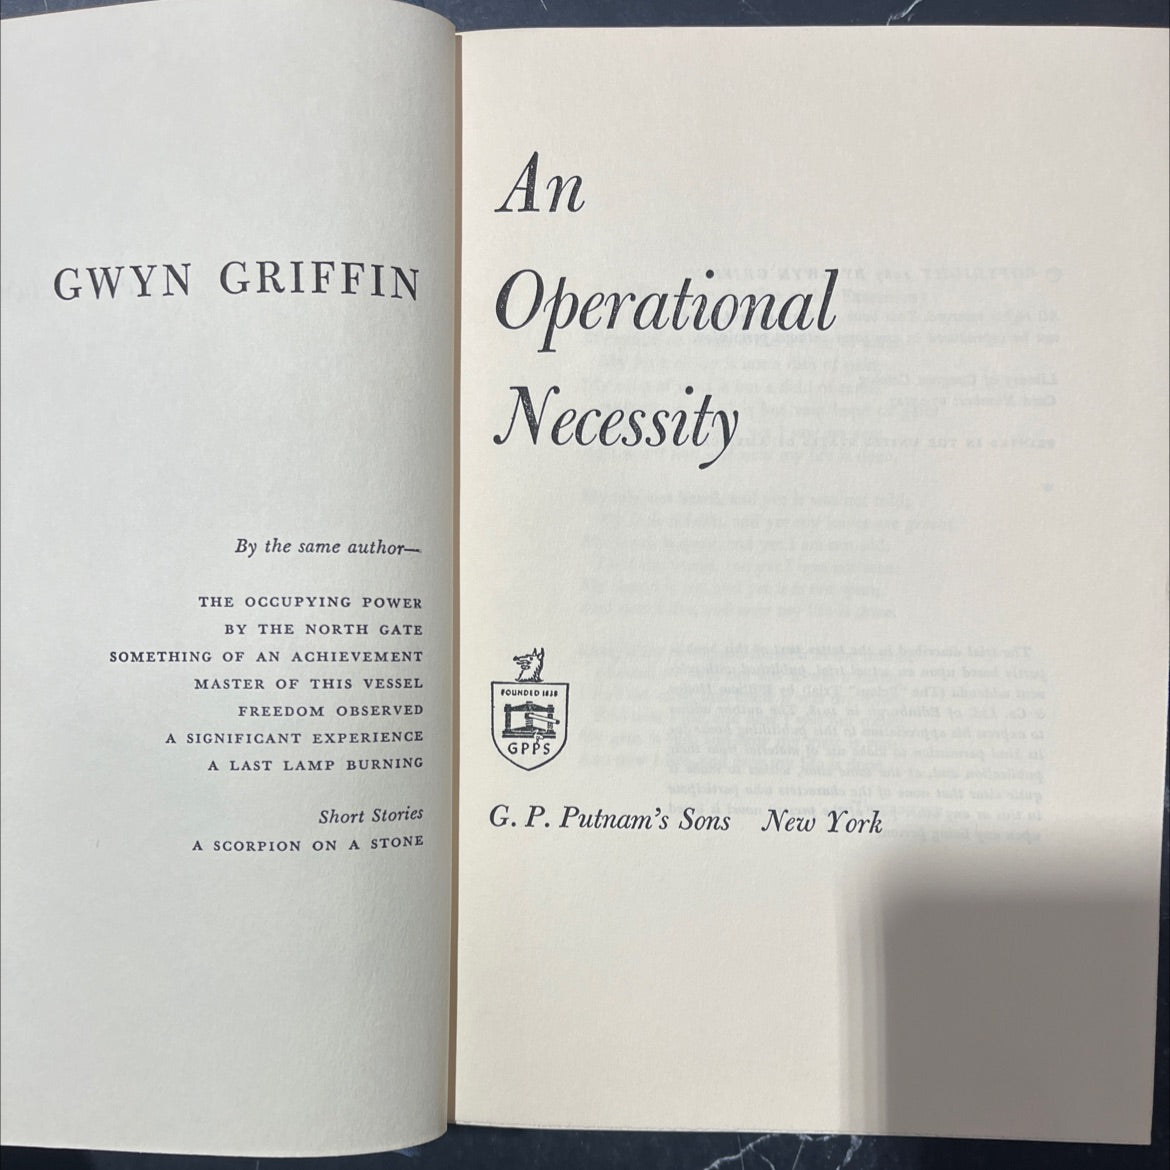 GWYN GRIFFIN
By the same author—
THE OCCUPYING POWER
BY THE NORTH GATE
SOMETHING OF AN ACHIEVEMENT
MASTER OF THIS VESSEL
FREEDOM OBSERVED
A SIGNIFICANT EXPERIENCE
A LAST LAMP BURNING
Short Stories
A SCORPION ON A STONE
An
Operational
Necessity
FOUNDED 1838
GPPS
G. P. Putnam's Sons New York